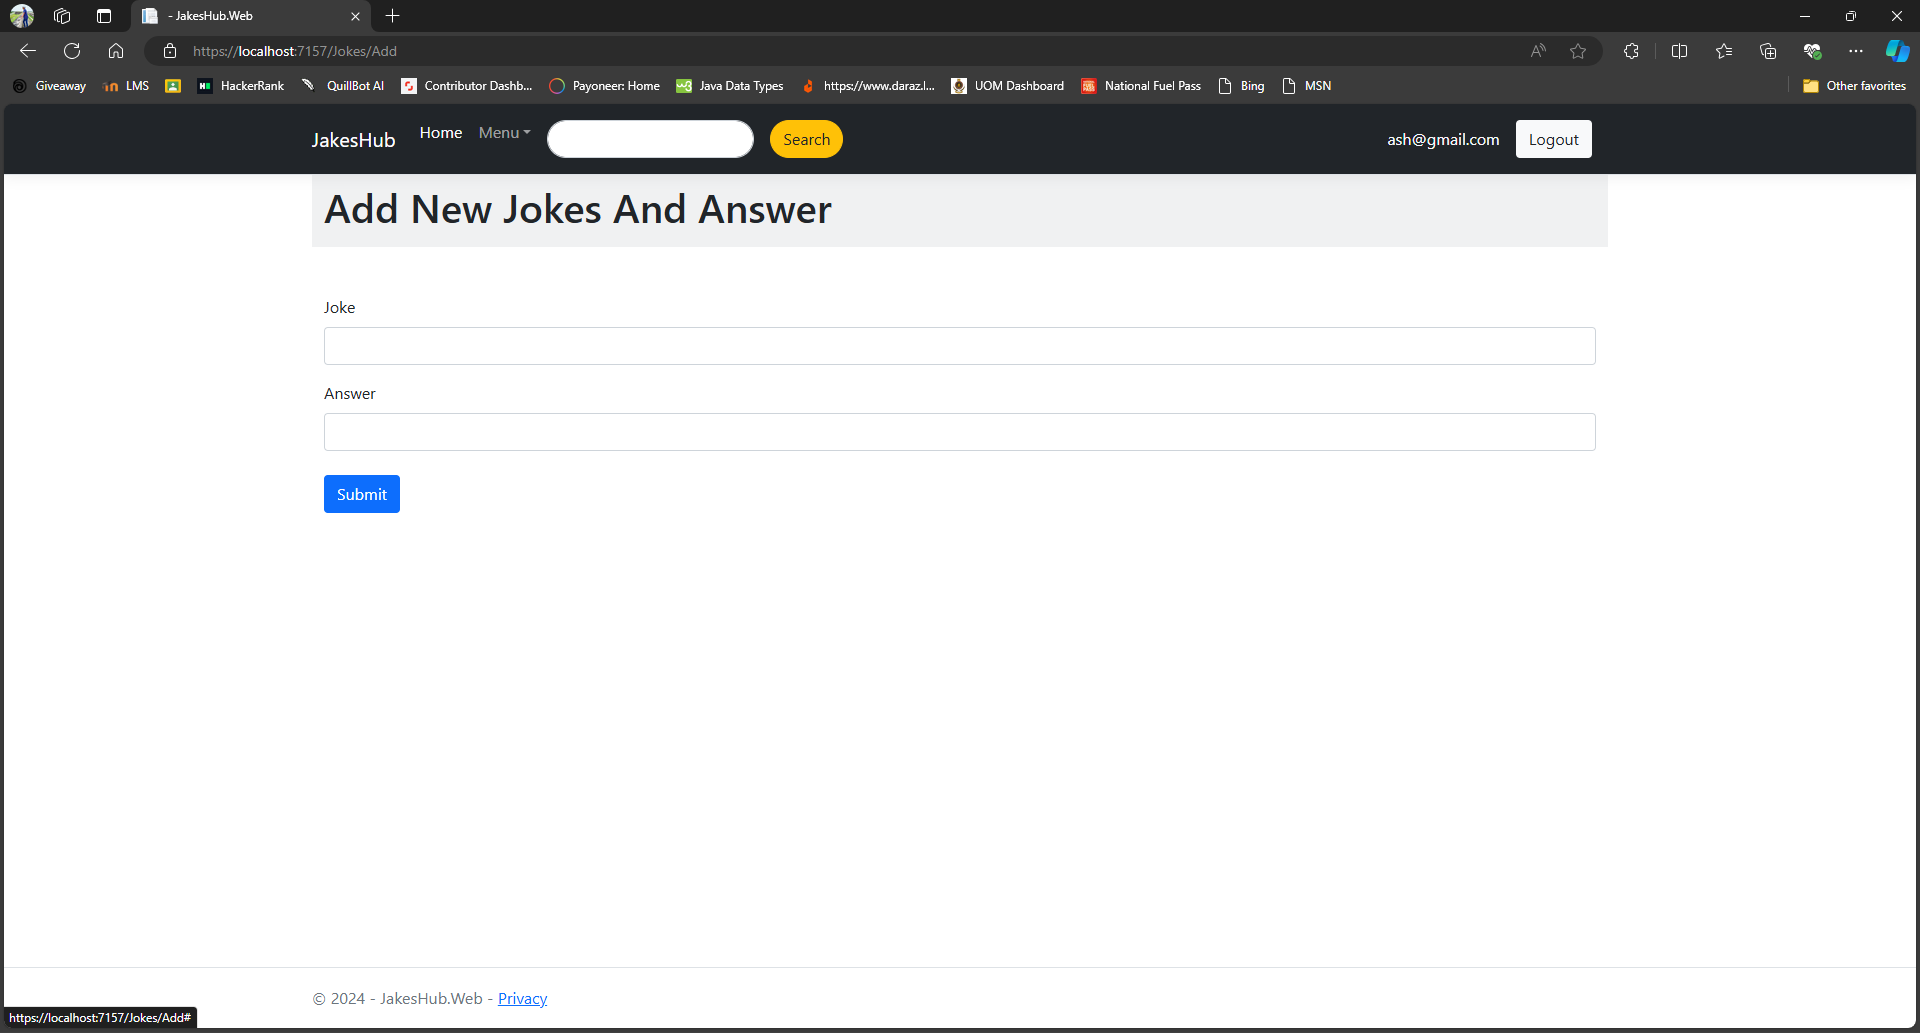 - JakesHub.Web
https://localhost:7157/Jokes/Add
Giveaway LMS HackerRank QuillBot AI Contributor Dashb... Payoneer: Home Java Data Types https://www.daraz.l... UOM Dashboard National Fuel Pass Bing MSN Other favorites
JakesHub Home Menu Search ash@gmail.com Logout
Add New Jokes And Answer
Joke
Answer
Submit
© 2024 - JakesHub.Web - Privacy
https://localhost:7157/Jokes/Add#